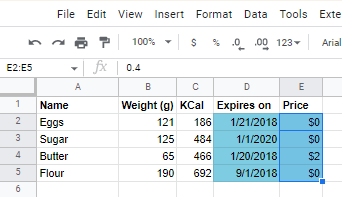 File Edit View Insert Format Data Tools Exte
100% $ % .0 .00 123 Arial
E2:E5 fx 0.4
A B C D E
1 Name Weight (g) KCal Expires on Price
2 Eggs 121 186 1/21/2018 $0
3 Sugar 125 484 1/1/2020 $0
4 Butter 65 466 1/20/2018 $2
5 Flour 190 692 9/1/2018 $0
6